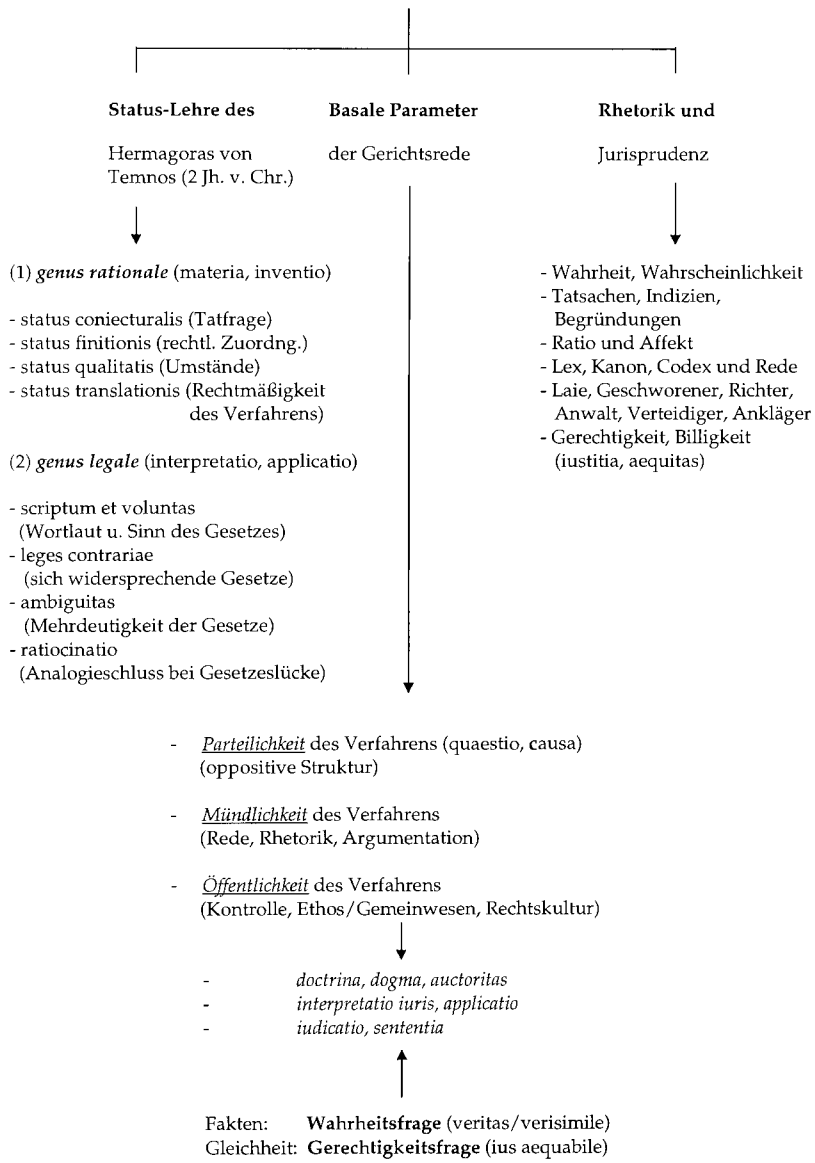 Status-Lehre des
Hermagoras von
Temnos (2 Jh. v. Chr.)
Basale Parameter
der Gerichtsrede
Rhetorik und
Jurisprudenz
(1) genus rationale (materia, inventio)
- status coniecturalis (Tatfrage)
- status finitionis (rechtl. Zuordng.)
- status qualitatis (Umstände)
- status translationis (Rechtmäßigkeit
des Verfahrens)
(2) genus legale (interpretatio, applicatio)
- scriptum et voluntas
(Wortlaut u. Sinn des Gesetzes)
- leges contrariae
(sich widersprechende Gesetze)
- ambiguitas
(Mehrdeutigkeit der Gesetze)
- ratiocinatio
(Analogieschluss bei Gesetzeslücke)
- Wahrheit, Wahrscheinlichkeit
- Tatsachen, Indizien,
Begründungen
- Ratio und Affekt
- Lex, Kanon, Codex und Rede
- Laie, Geschworener, Richter,
Anwalt, Verteidiger, Ankläger
- Gerechtigkeit, Billigkeit
(iustitia, aequitas)
- Parteilichkeit des Verfahrens (quaestio, causa)
(oppositive Struktur)
- Mündlichkeit des Verfahrens
(Rede, Rhetorik, Argumentation)
- Öffentlichkeit des Verfahrens
(Kontrolle, Ethos/Gemeinwesen, Rechtskultur)
- doctrina, dogma, auctoritas
- interpretatio iuris, applicatio
- iudicatio, sententia
Fakten: Wahrheitsfrage (veritas/verisimile)
Gleichheit: Gerechtigkeitsfrage (ius aequabile)